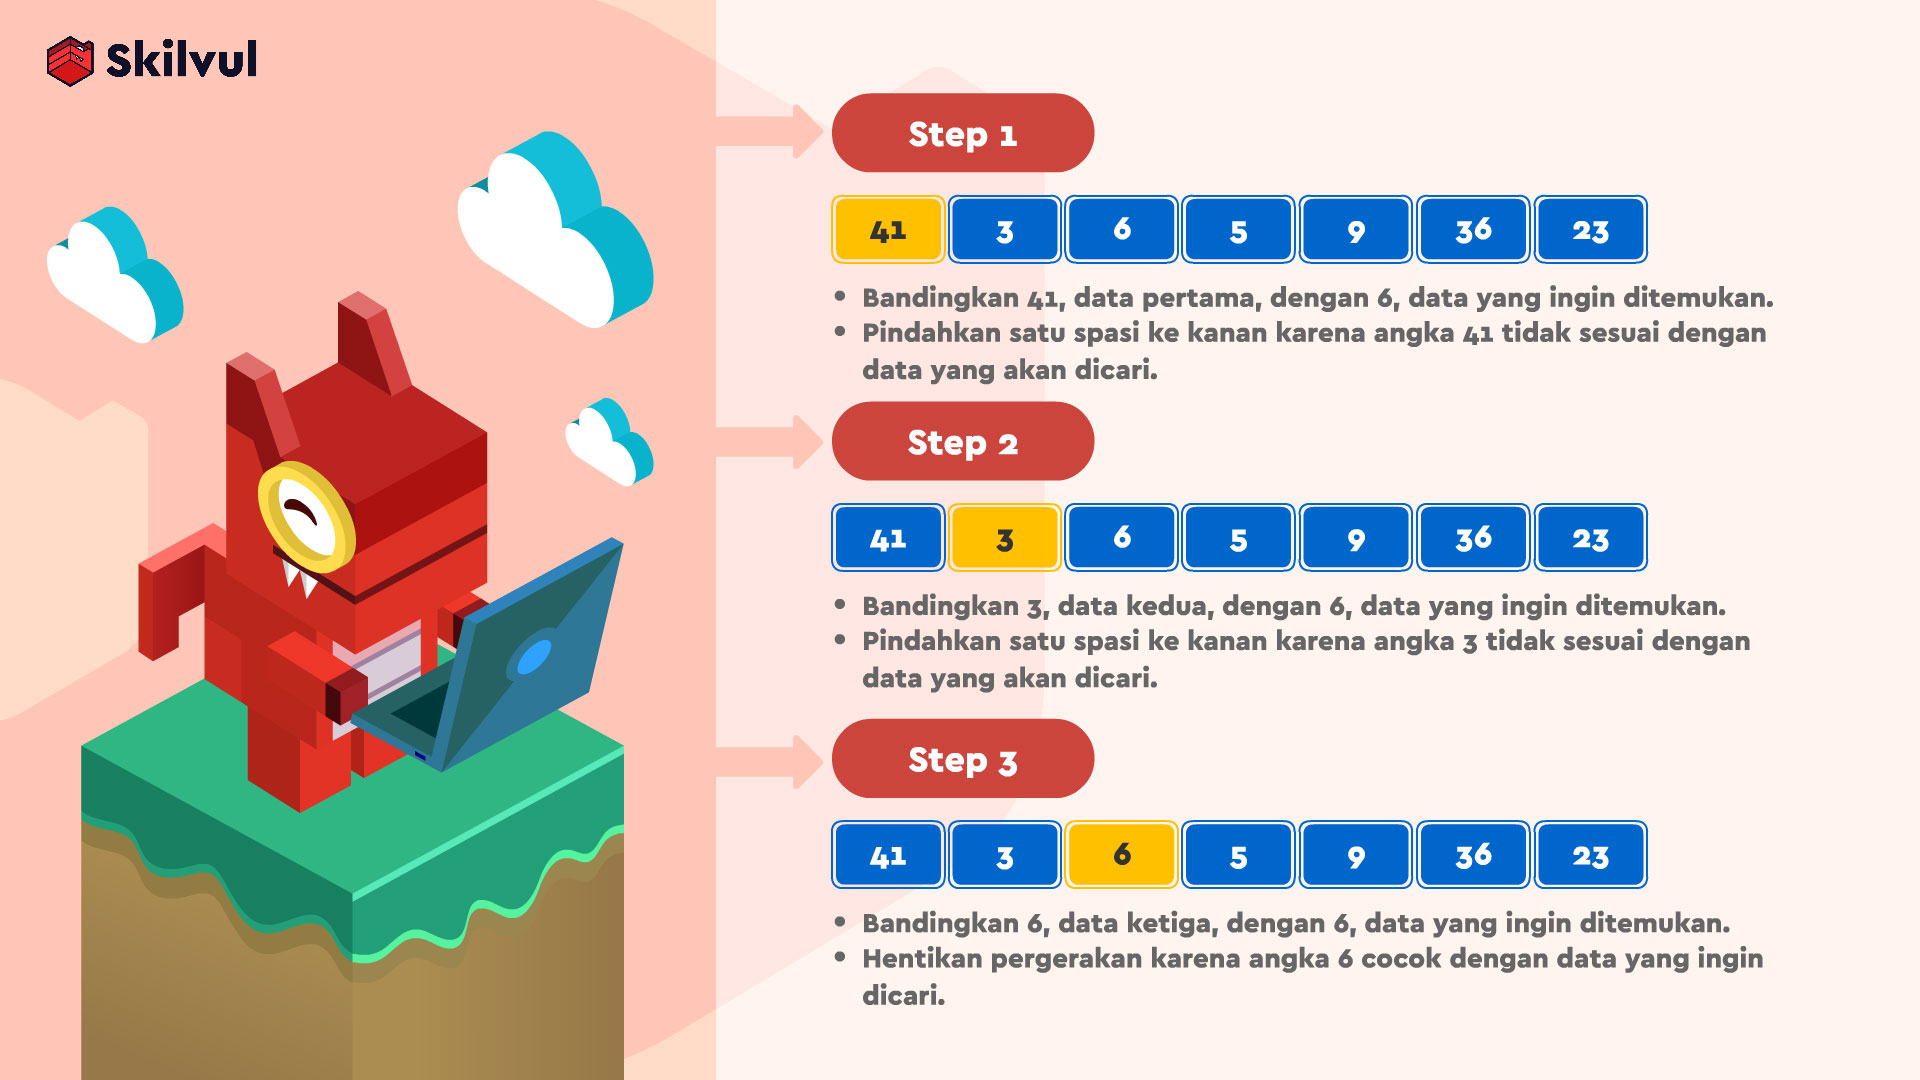 Skilvul
Step 1
41 3 6 5 9 36 23
• Bandingkan 41, data pertama, dengan 6, data yang ingin ditemukan.
• Pindahkan satu spasi ke kanan karena angka 41 tidak sesuai dengan
data yang akan dicari.
Step 2
41 3 6 5 9 36 23
• Bandingkan 3, data kedua, dengan 6, data yang ingin ditemukan.
• Pindahkan satu spasi ke kanan karena angka 3 tidak sesuai dengan
data yang akan dicari.
Step 3
41 3 6 5 9 36 23
• Bandingkan 6, data ketiga, dengan 6, data yang ingin ditemukan.
• Hentikan pergerakan karena angka 6 cocok dengan data yang ingin
dicari.